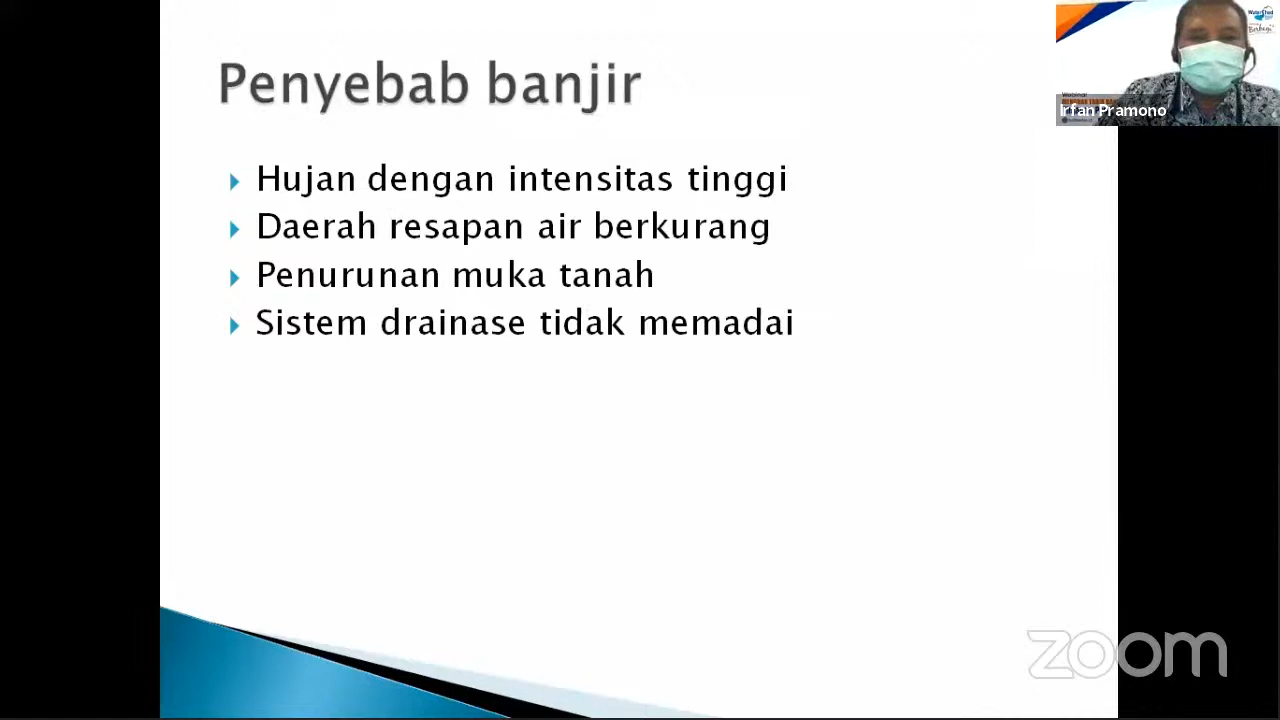 Penyebab banjir
Hujan dengan intensitas tinggi
Daerah resapan air berkurang
Penurunan muka tanah
Sistem drainase tidak memadai
Webinar
Irfan Pramono
zoom